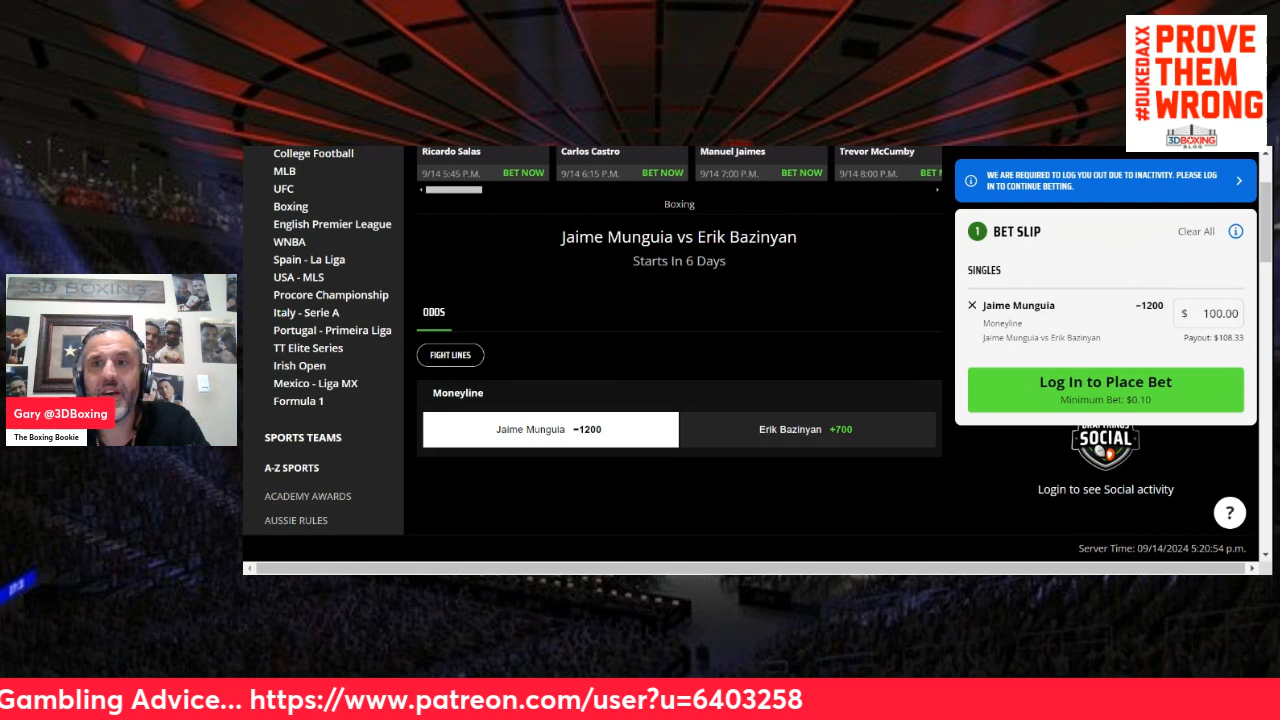 #DUKEDAXX
PROVE
THEM
WRONG
3DBOXING
BLOG
College Football
MLB
UFC
Boxing
English Premier League
WNBA
Spain - La Liga
USA - MLS
Procore Championship
Italy - Serie A
Portugal - Primeira Liga
TT Elite Series
Irish Open
Mexico - Liga MX
Formula 1
SPORTS TEAMS
A-Z SPORTS
ACADEMY AWARDS
AUSSIE RULES
Ricardo Salas
9/14 5:45 P.M. BET NOW
Carlos Castro
9/14 6:15 P.M. BET NOW
Manuel Jaimes
9/14 7:00 P.M. BET NOW
Trevor McCumby
9/14 8:00 P.M. BET N
Boxing
Jaime Munguia vs Erik Bazinyan
Starts In 6 Days
ODDS
FIGHT LINES
Moneyline
Jaime Munguia −1200
Erik Bazinyan +700
WE ARE REQUIRED TO LOG YOU OUT DUE TO INACTIVITY. PLEASE LOG
IN TO CONTINUE BETTING.
1 BET SLIP Clear All
SINGLES
Jaime Munguia −1200 $ 100.00
Moneyline
Jaime Munguia vs Erik Bazinyan Payout: $108.33
Log In to Place Bet
Minimum Bet: $0.10
DRAFTKINGS
SOCIAL
Login to see Social activity
?
Server Time: 09/14/2024 5:20:54 p.m.
3D BOXING
Gary @3DBoxing
The Boxing Bookie
Gambling Advice... https://www.patreon.com/user?u=6403258